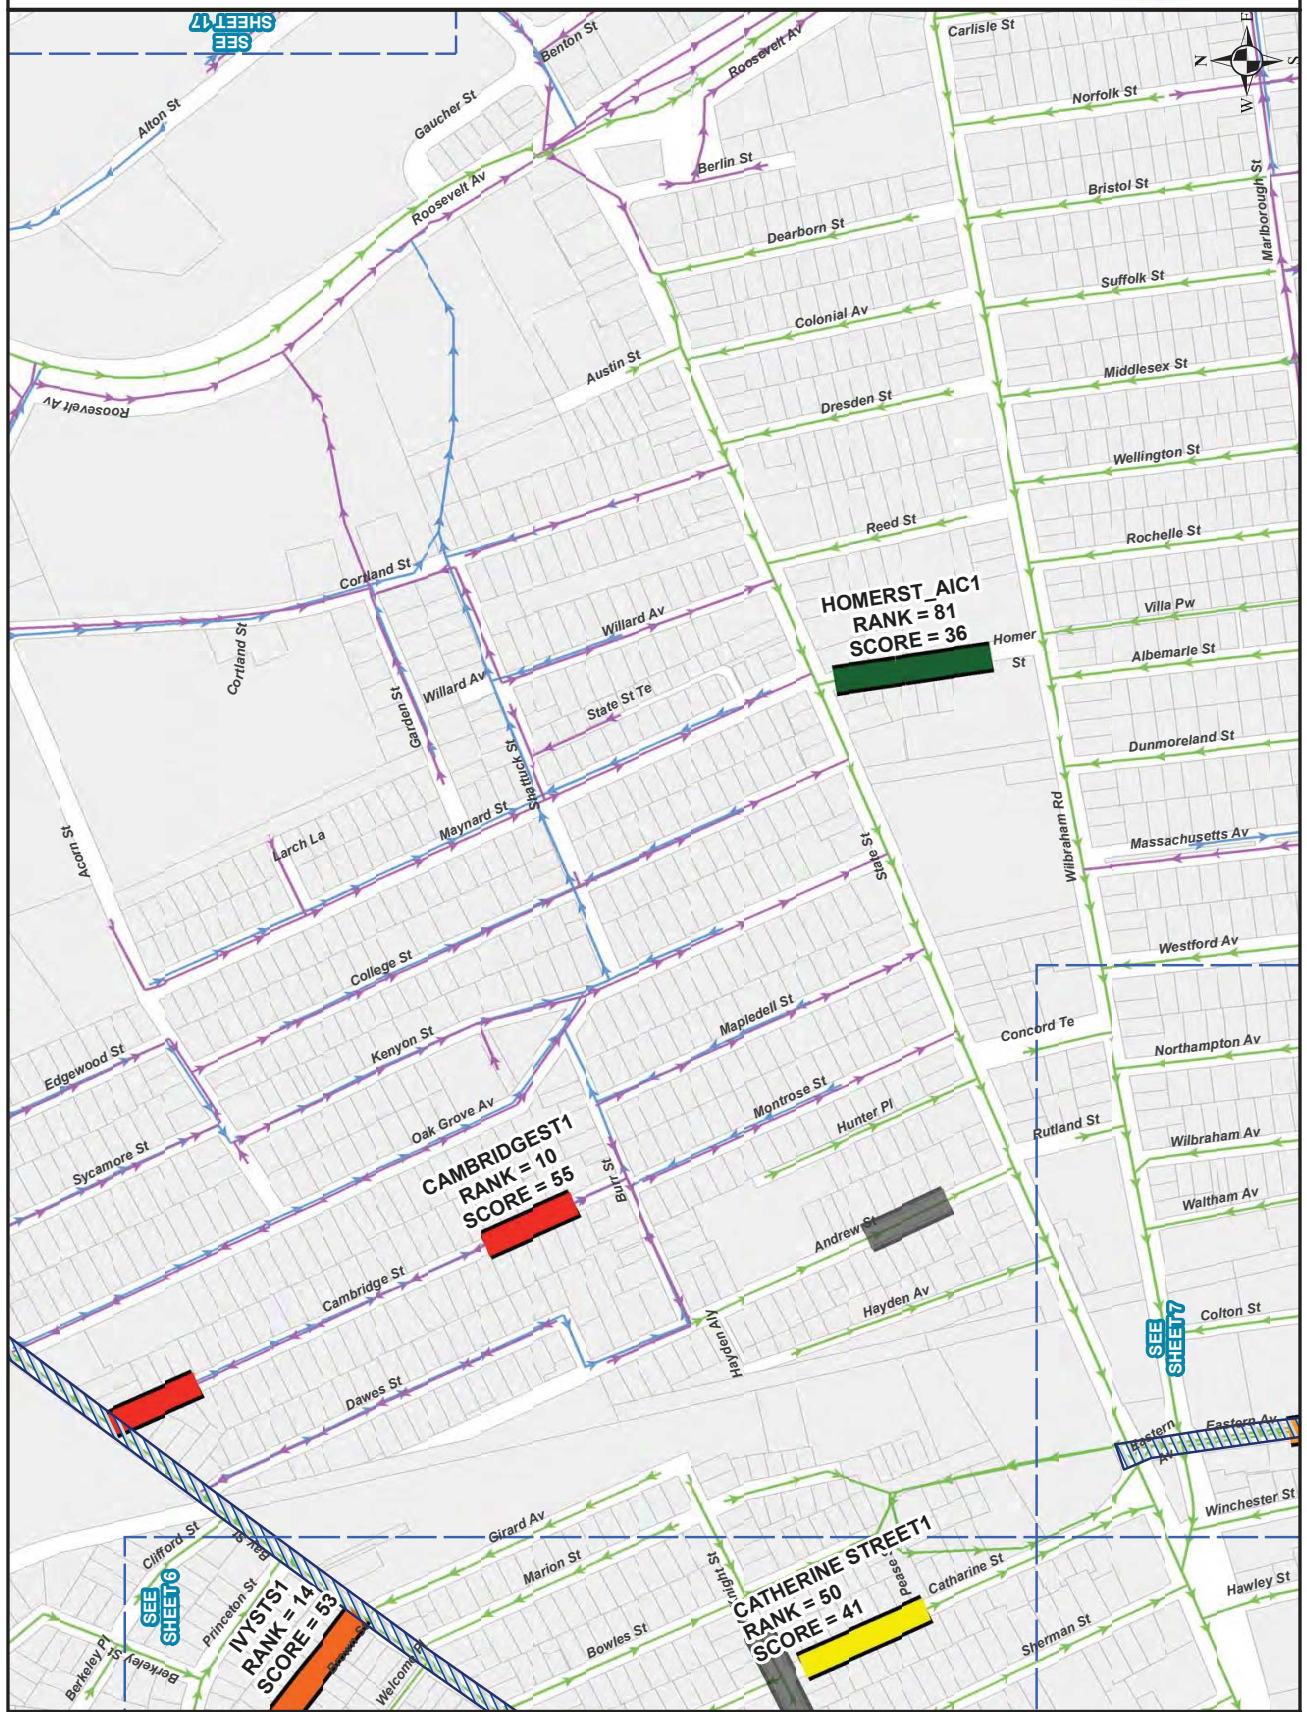 SEE
SHEET 17
Benton St
Roosevelt Av
Carlisle St
N
E
S
W
Alton St
Gaucher St
Norfolk St
Berlin St
Roosevelt Av
Bristol St
Marlborough St
Dearborn St
Suffolk St
Colonial Av
Austin St
Middlesex St
Roosevelt Av
Dresden St
Wellington St
Reed St
Rochelle St
Cortland St
HOMERST_AIC1
RANK = 81
SCORE = 36
Villa Pw
Willard Av
Homer
St
Cortland St
Albemarle St
Willard Av
State St Te
Garden St
Dunmoreland St
Shattuck St
Maynard St
Wilbraham Rd
Massachusetts Av
Larch La
Acorn St
State St
College St
Westford Av
Mapledell St
Concord Te
Kenyon St
Northampton Av
Edgewood St
Montrose St
Oak Grove Av
Hunter Pl
Rutland St
Wilbraham Av
Sycamore St
CAMBRIDGEST1
RANK = 10
SCORE = 55
Burr St
Waltham Av
Andrew St
Cambridge St
Hayden Av
Colton St
SEE
SHEET 7
Hayden Aly
Dawes St
Eastern
Av
Eastern Av
Winchester St
Girard Av
Clifford St
Bay St
Marion St
CATHERINE STREET1
RANK = 50
SCORE = 41
Pease
Catharine St
Hawley St
SEE
SHEET 6
Princeton St
IVYSTS1
RANK = 14
SCORE = 53
Bowles St
Sherman St
Berkeley Pl
Berkeley St
Welcome Pl